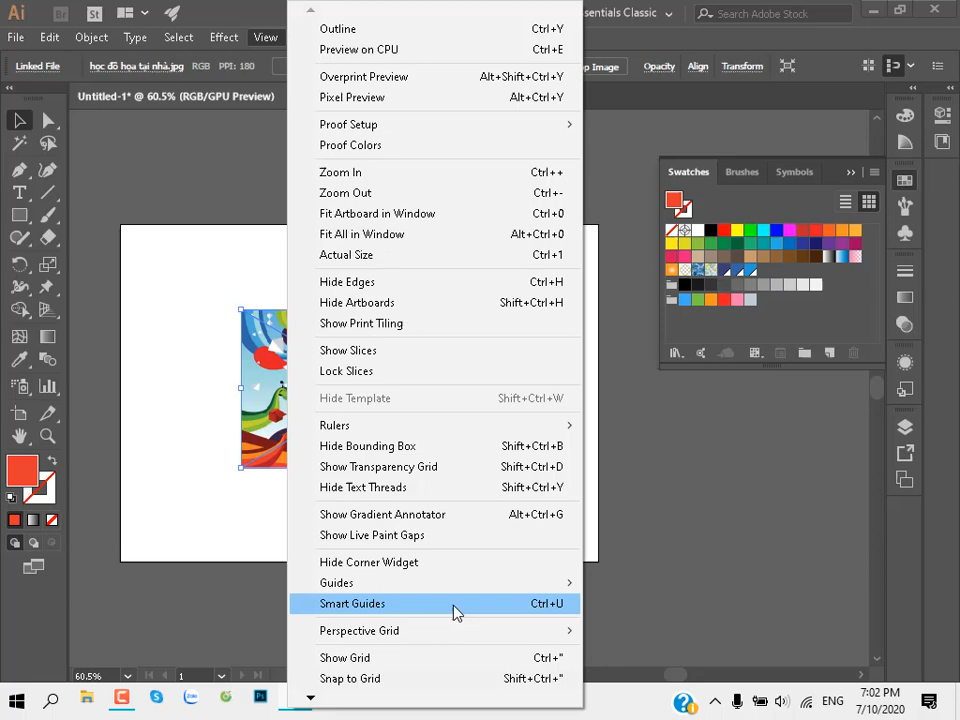 Ai Br St
sentials Classic
Search Adobe Stock
File Edit Object Type Select Effect View
Linked File học đồ họa tại nhà.jpg RGB PPI: 180
p Image Opacity Align Transform
Untitled-1* @ 60.5% (RGB/GPU Preview)
Outline Ctrl+Y
Preview on CPU Ctrl+E
Overprint Preview Alt+Shift+Ctrl+Y
Pixel Preview Alt+Ctrl+Y
Proof Setup
Proof Colors
Zoom In Ctrl++
Zoom Out Ctrl+-
Fit Artboard in Window Ctrl+0
Fit All in Window Alt+Ctrl+0
Actual Size Ctrl+1
Hide Edges Ctrl+H
Hide Artboards Shift+Ctrl+H
Show Print Tiling
Show Slices
Lock Slices
Hide Template Shift+Ctrl+W
Rulers
Hide Bounding Box Shift+Ctrl+B
Show Transparency Grid Shift+Ctrl+D
Hide Text Threads Shift+Ctrl+Y
Show Gradient Annotator Alt+Ctrl+G
Show Live Paint Gaps
Hide Corner Widget
Guides
Smart Guides Ctrl+U
Perspective Grid
Show Grid Ctrl+"
Snap to Grid Shift+Ctrl+"
Swatches Brushes Symbols
60.5% 1
Zalo
Ps
ENG
7:02 PM
7/10/2020